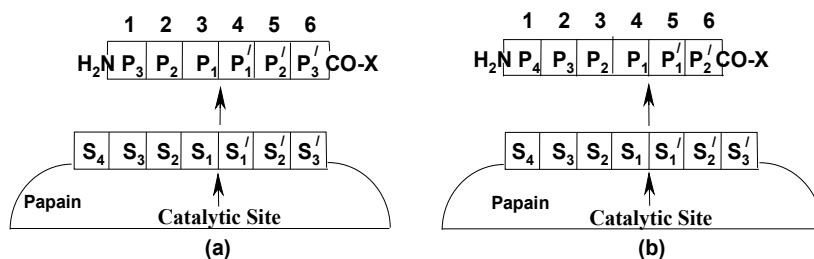 1 2 3 4 5 6
H₂N P₃ P₂ P₁ P₁/ P₂/ P₃/ CO-X
S₄ S₃ S₂ S₁ S₁/ S₂/ S₃/
Papain
Catalytic Site
(a)
1 2 3 4 5 6
H₂N P₄ P₃ P₂ P₁ P₁/ P₂/ CO-X
S₄ S₃ S₂ S₁ S₁/ S₂/ S₃/
Papain
Catalytic Site
(b)